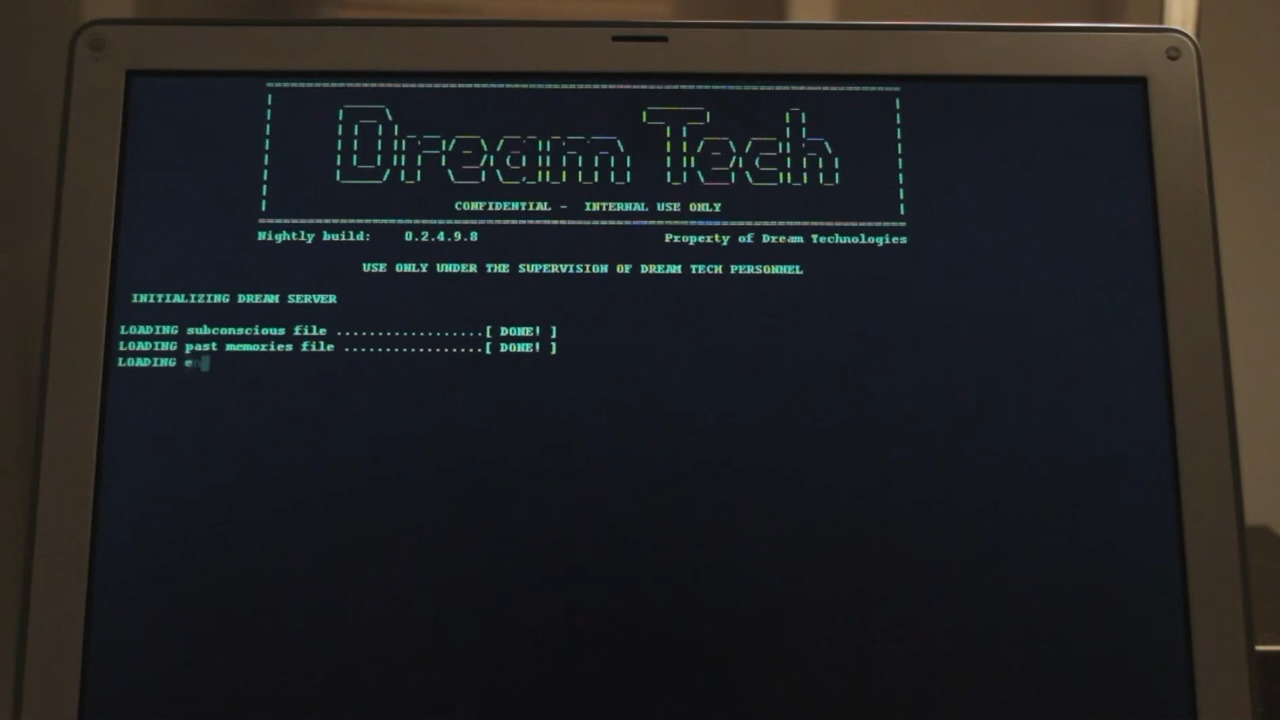 Dream Tech
CONFIDENTIAL - INTERNAL USE ONLY
Nightly build: 0.2.4.9.8 Property of Dream Technologies
USE ONLY UNDER THE SUPERVISION OF DREAM TECH PERSONNEL
INITIALIZING DREAM SERVER
LOADING subconscious file ..................[ DONE! ]
LOADING past memories file .................[ DONE! ]
LOADING e